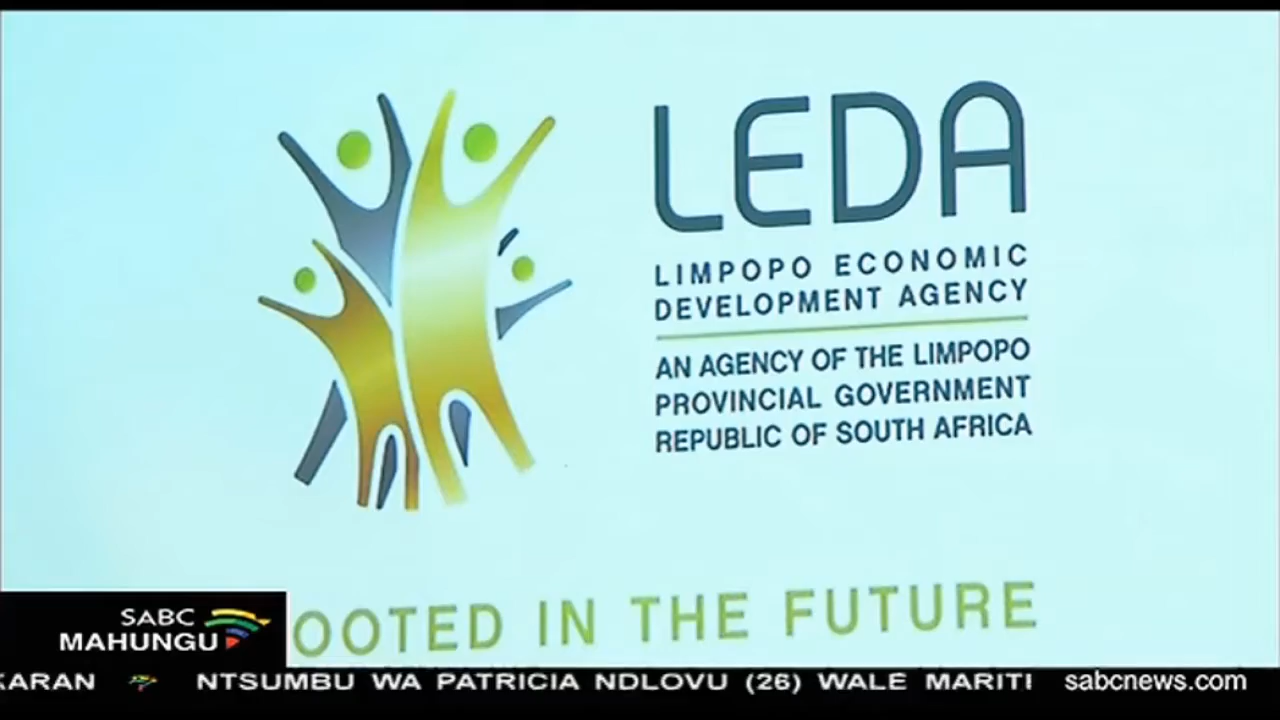 LEDA
LIMPOPO ECONOMIC
DEVELOPMENT AGENCY
AN AGENCY OF THE LIMPOPO
PROVINCIAL GOVERNMENT
REPUBLIC OF SOUTH AFRICA
OOTED IN THE FUTURE
SABC
MAHUNGU
KARAN NTSUMBU WA PATRICIA NDLOVU (26) WALE MARITI sabcnews.com